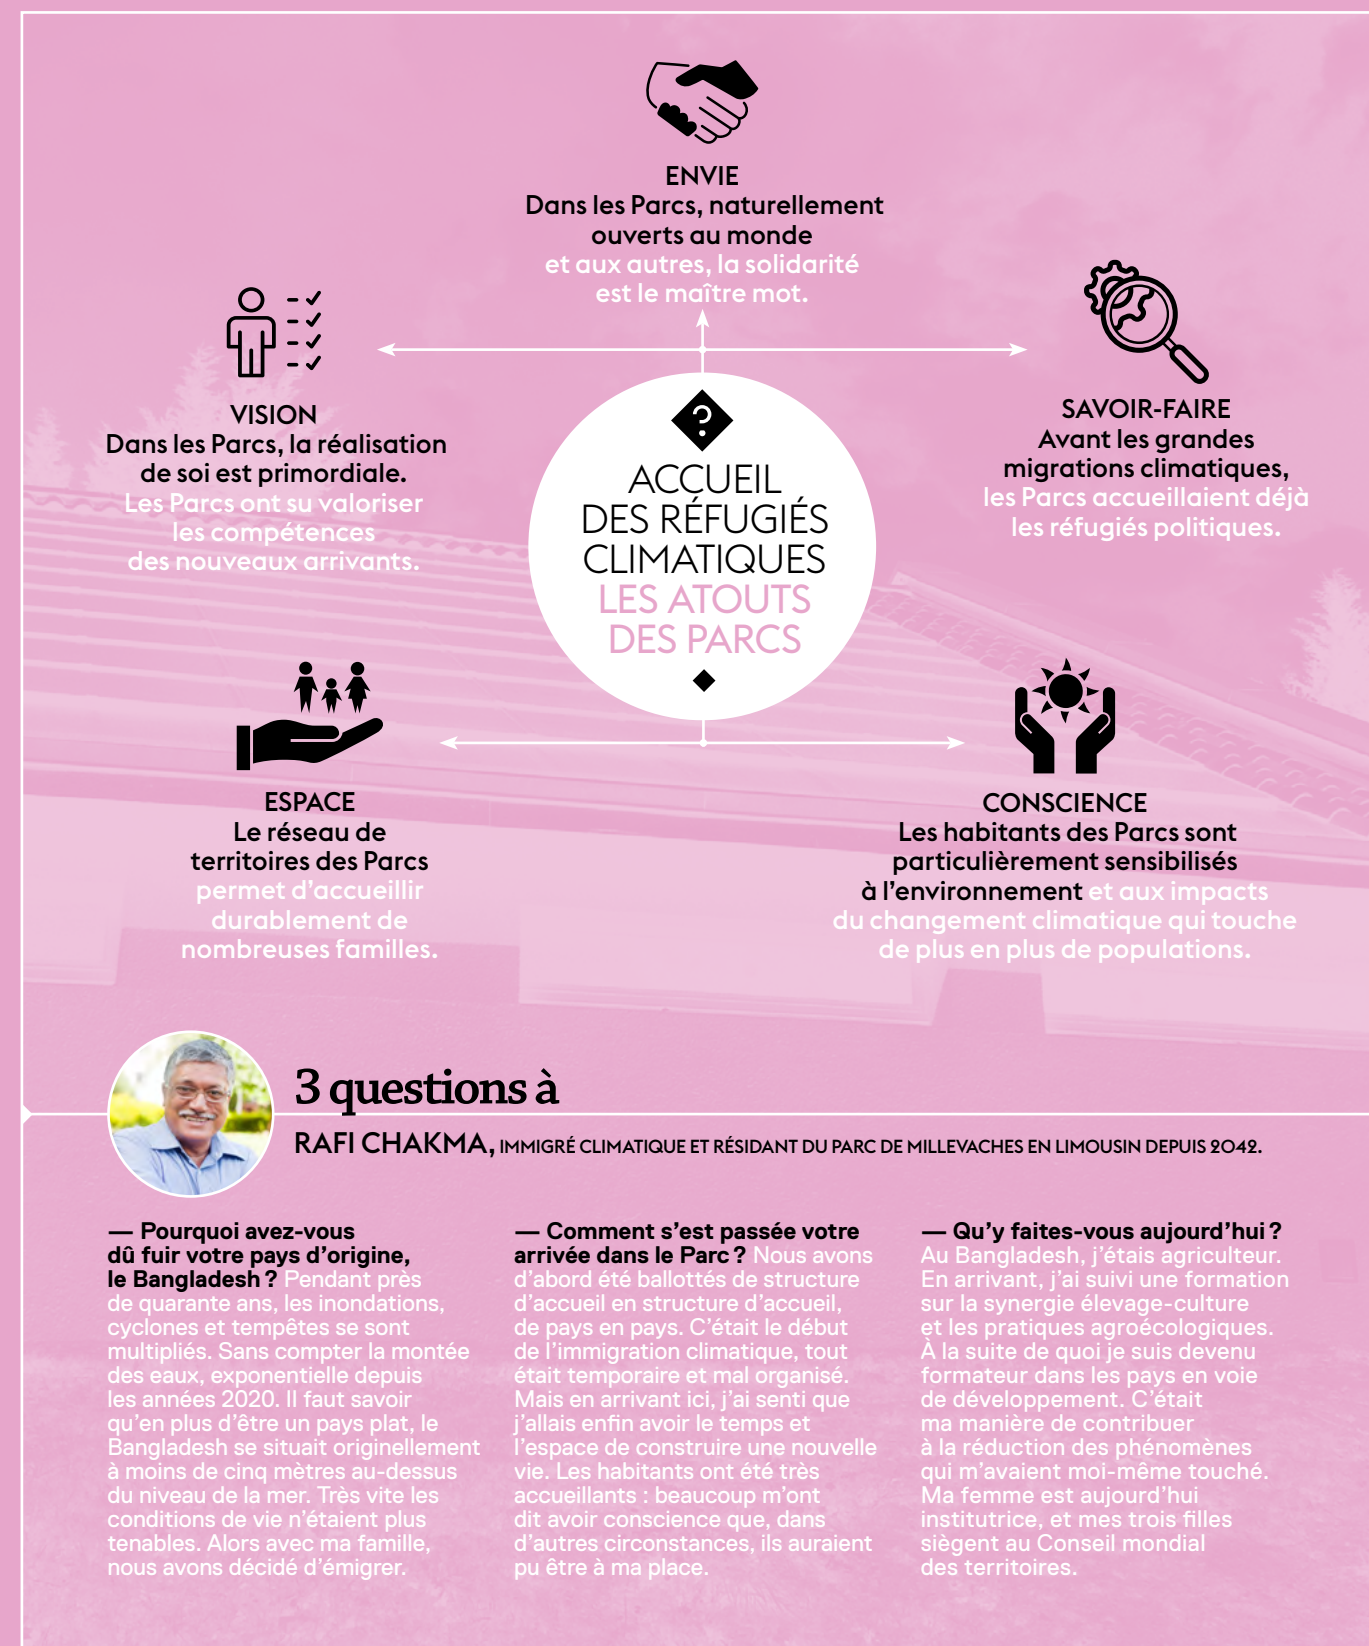 ENVIE
Dans les Parcs, naturellement
ouverts au monde
et aux autres, la solidarité
est le maître mot.
VISION
Dans les Parcs, la réalisation
de soi est primordiale.
Les Parcs ont su valoriser
les compétences
des nouveaux arrivants.
SAVOIR-FAIRE
Avant les grandes
migrations climatiques,
les Parcs accueillaient déjà
les réfugiés politiques.
?
ACCUEIL
DES RÉFUGIÉS
CLIMATIQUES
LES ATOUTS
DES PARCS
ESPACE
Le réseau de
territoires des Parcs
permet d'accueillir
durablement de
nombreuses familles.
CONSCIENCE
Les habitants des Parcs sont
particulièrement sensibilisés
à l'environnement et aux impacts
du changement climatique qui touche
de plus en plus de populations.
3 questions à
RAFI CHAKMA, IMMIGRÉ CLIMATIQUE ET RÉSIDANT DU PARC DE MILLEVACHES EN LIMOUSIN DEPUIS 2042.
— Pourquoi avez-vous
dû fuir votre pays d'origine,
le Bangladesh ? Pendant près
de quarante ans, les inondations,
cyclones et tempêtes se sont
multipliés. Sans compter la montée
des eaux, exponentielle depuis
les années 2020. Il faut savoir
qu'en plus d'être un pays plat, le
Bangladesh se situait originellement
à moins de cinq mètres au-dessus
du niveau de la mer. Très vite les
conditions de vie n'étaient plus
tenables. Alors avec ma famille,
nous avons décidé d'émigrer.
— Comment s'est passée votre
arrivée dans le Parc ? Nous avons
d'abord été ballottés de structure
d'accueil en structure d'accueil,
de pays en pays. C'était le début
de l'immigration climatique, tout
était temporaire et mal organisé.
Mais en arrivant ici, j'ai senti que
j'allais enfin avoir le temps et
l'espace de construire une nouvelle
vie. Les habitants ont été très
accueillants : beaucoup m'ont
dit avoir conscience que, dans
d'autres circonstances, ils auraient
pu être à ma place.
— Qu'y faites-vous aujourd'hui ?
Au Bangladesh, j'étais agriculteur.
En arrivant, j'ai suivi une formation
sur la synergie élevage-culture
et les pratiques agroécologiques.
À la suite de quoi je suis devenu
formateur dans les pays en voie
de développement. C'était
ma manière de contribuer
à la réduction des phénomènes
qui m'avaient moi-même touché.
Ma femme est aujourd'hui
institutrice, et mes trois filles
siègent au Conseil mondial
des territoires.